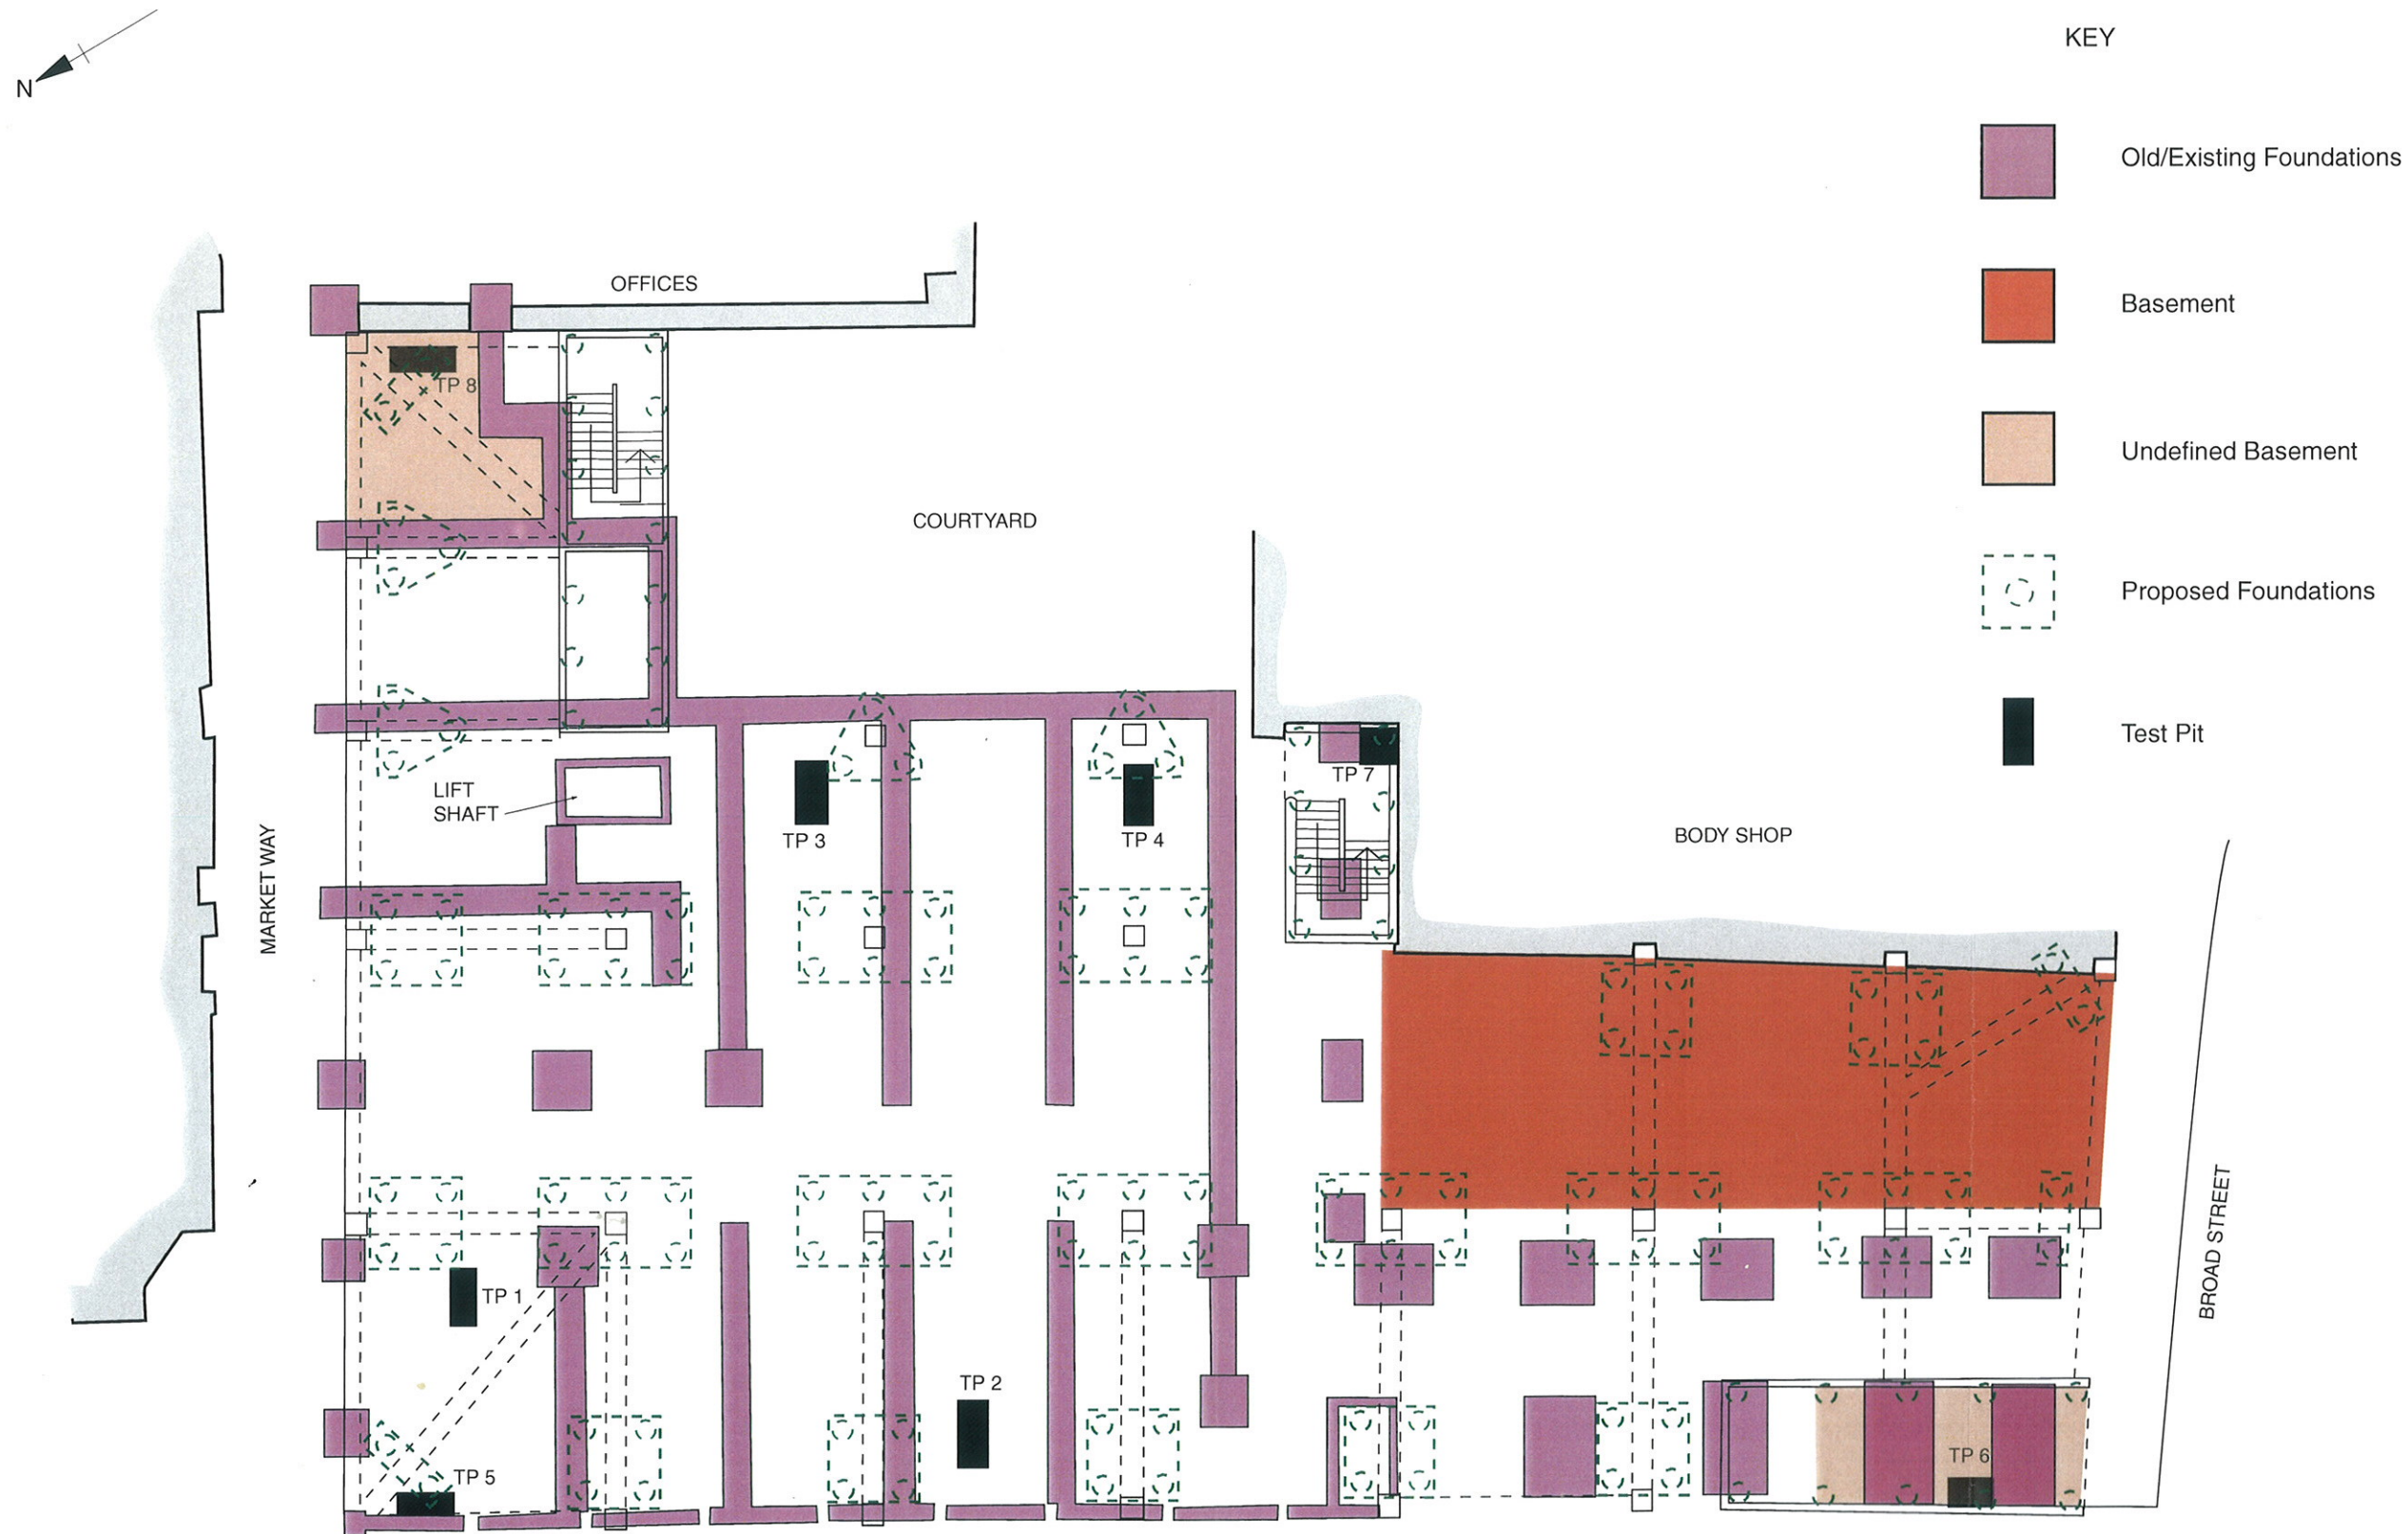 N
KEY
Old/Existing Foundations
Basement
Undefined Basement
Proposed Foundations
Test Pit
OFFICES
TP 8
COURTYARD
LIFT
SHAFT
MARKET WAY
TP 3
TP 4
TP 7
BODY SHOP
BROAD STREET
TP 1
TP 2
TP 5
TP 6